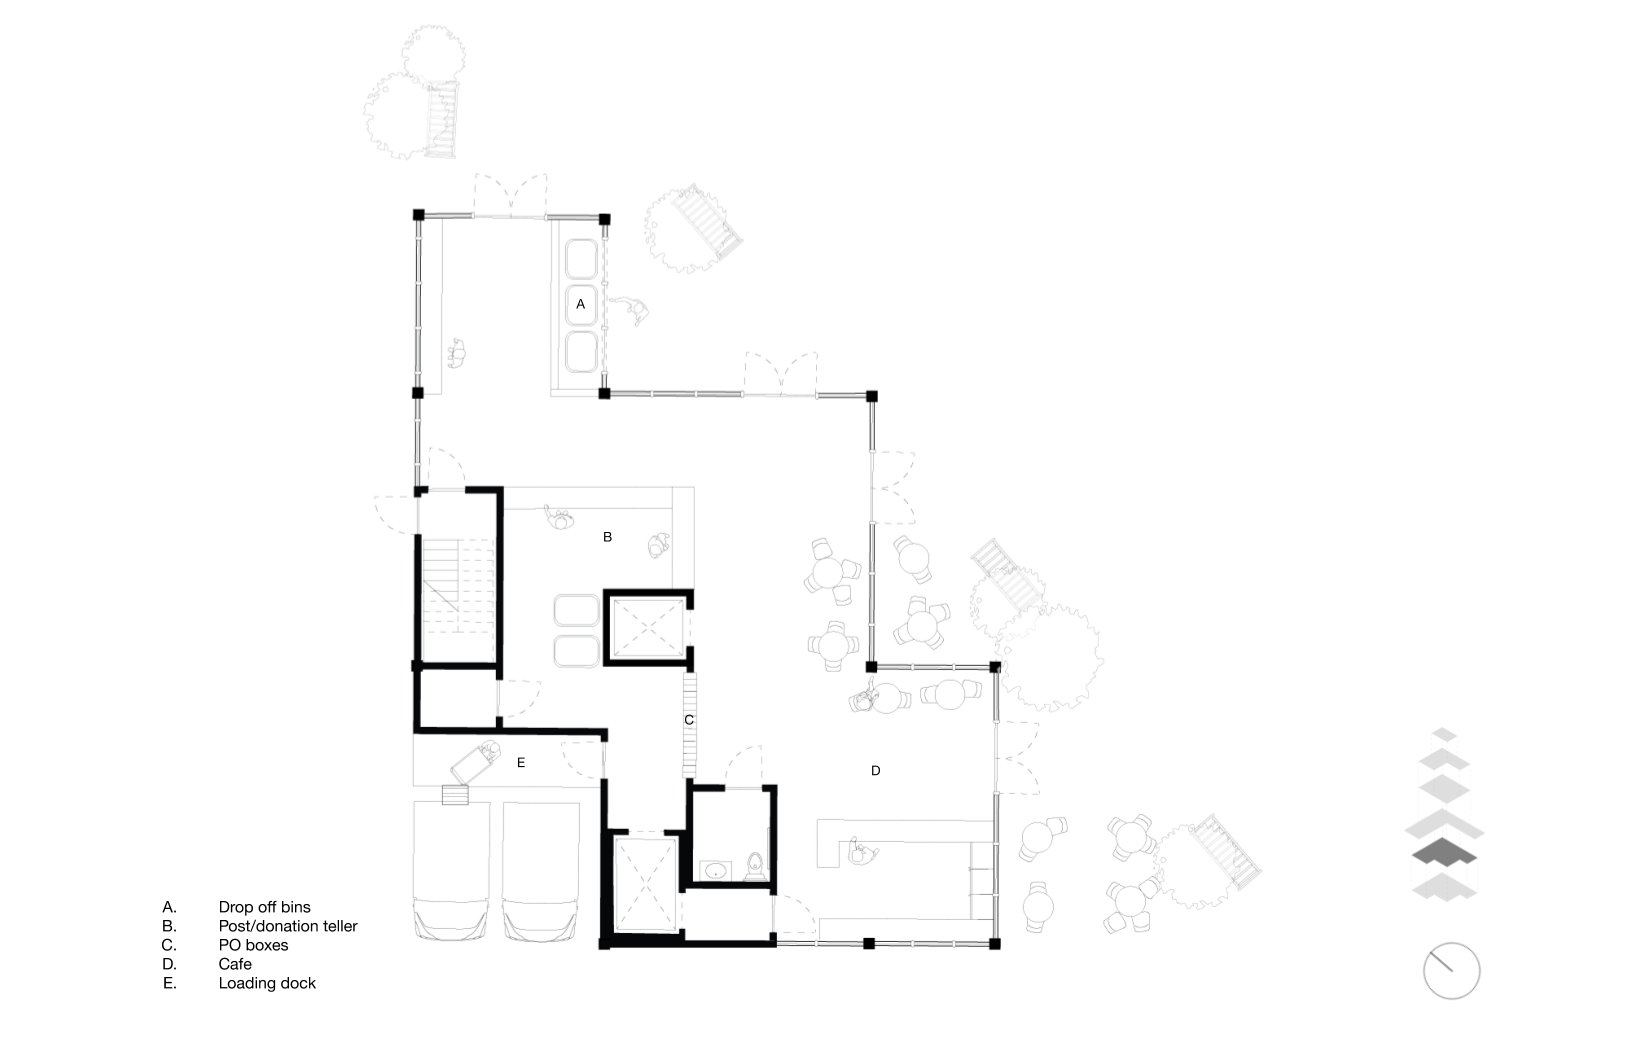 A
B
C
E
D
A. Drop off bins
B. Post/donation teller
C. PO boxes
D. Cafe
E. Loading dock